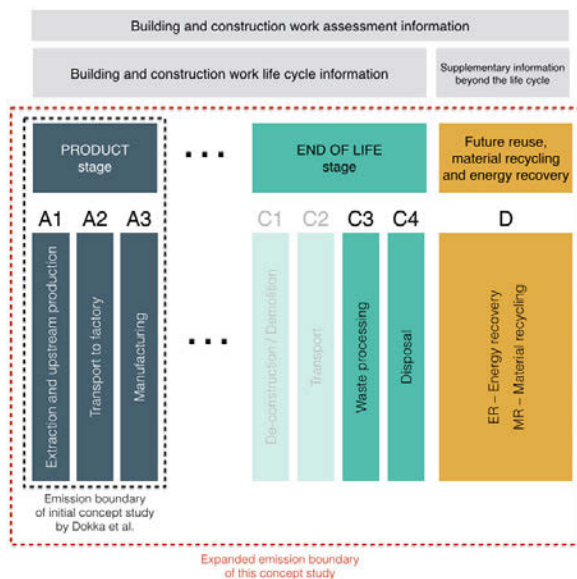 Building and construction work assessment information
Building and construction work life cycle information
Supplementary information
beyond the life cycle
PRODUCT
stage
...
END OF LIFE
stage
Future reuse,
material recycling
and energy recovery
A1 A2 A3 C1 C2 C3 C4 D
Extraction and upstream production
Transport to factory
Manufacturing
...
De-construction / Demolition
Transport
Waste processing
Disposal
ER – Energy recovery
MR – Material recycling
Emission boundary
of initial concept study
by Dokka et al.
Expanded emission boundary
of this concept study